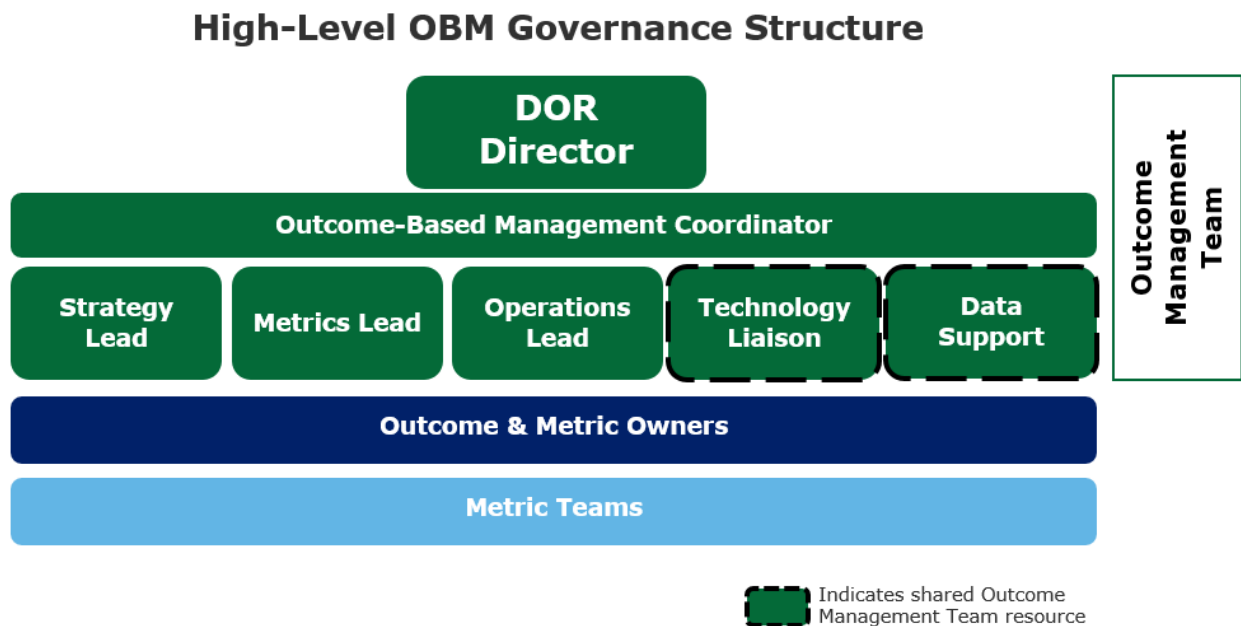 High-Level OBM Governance Structure
DOR
Director
Outcome
Management
Team
Outcome-Based Management Coordinator
Strategy
Lead
Metrics Lead
Operations
Lead
Technology
Liaison
Data
Support
Outcome & Metric Owners
Metric Teams
Indicates shared Outcome
Management Team resource